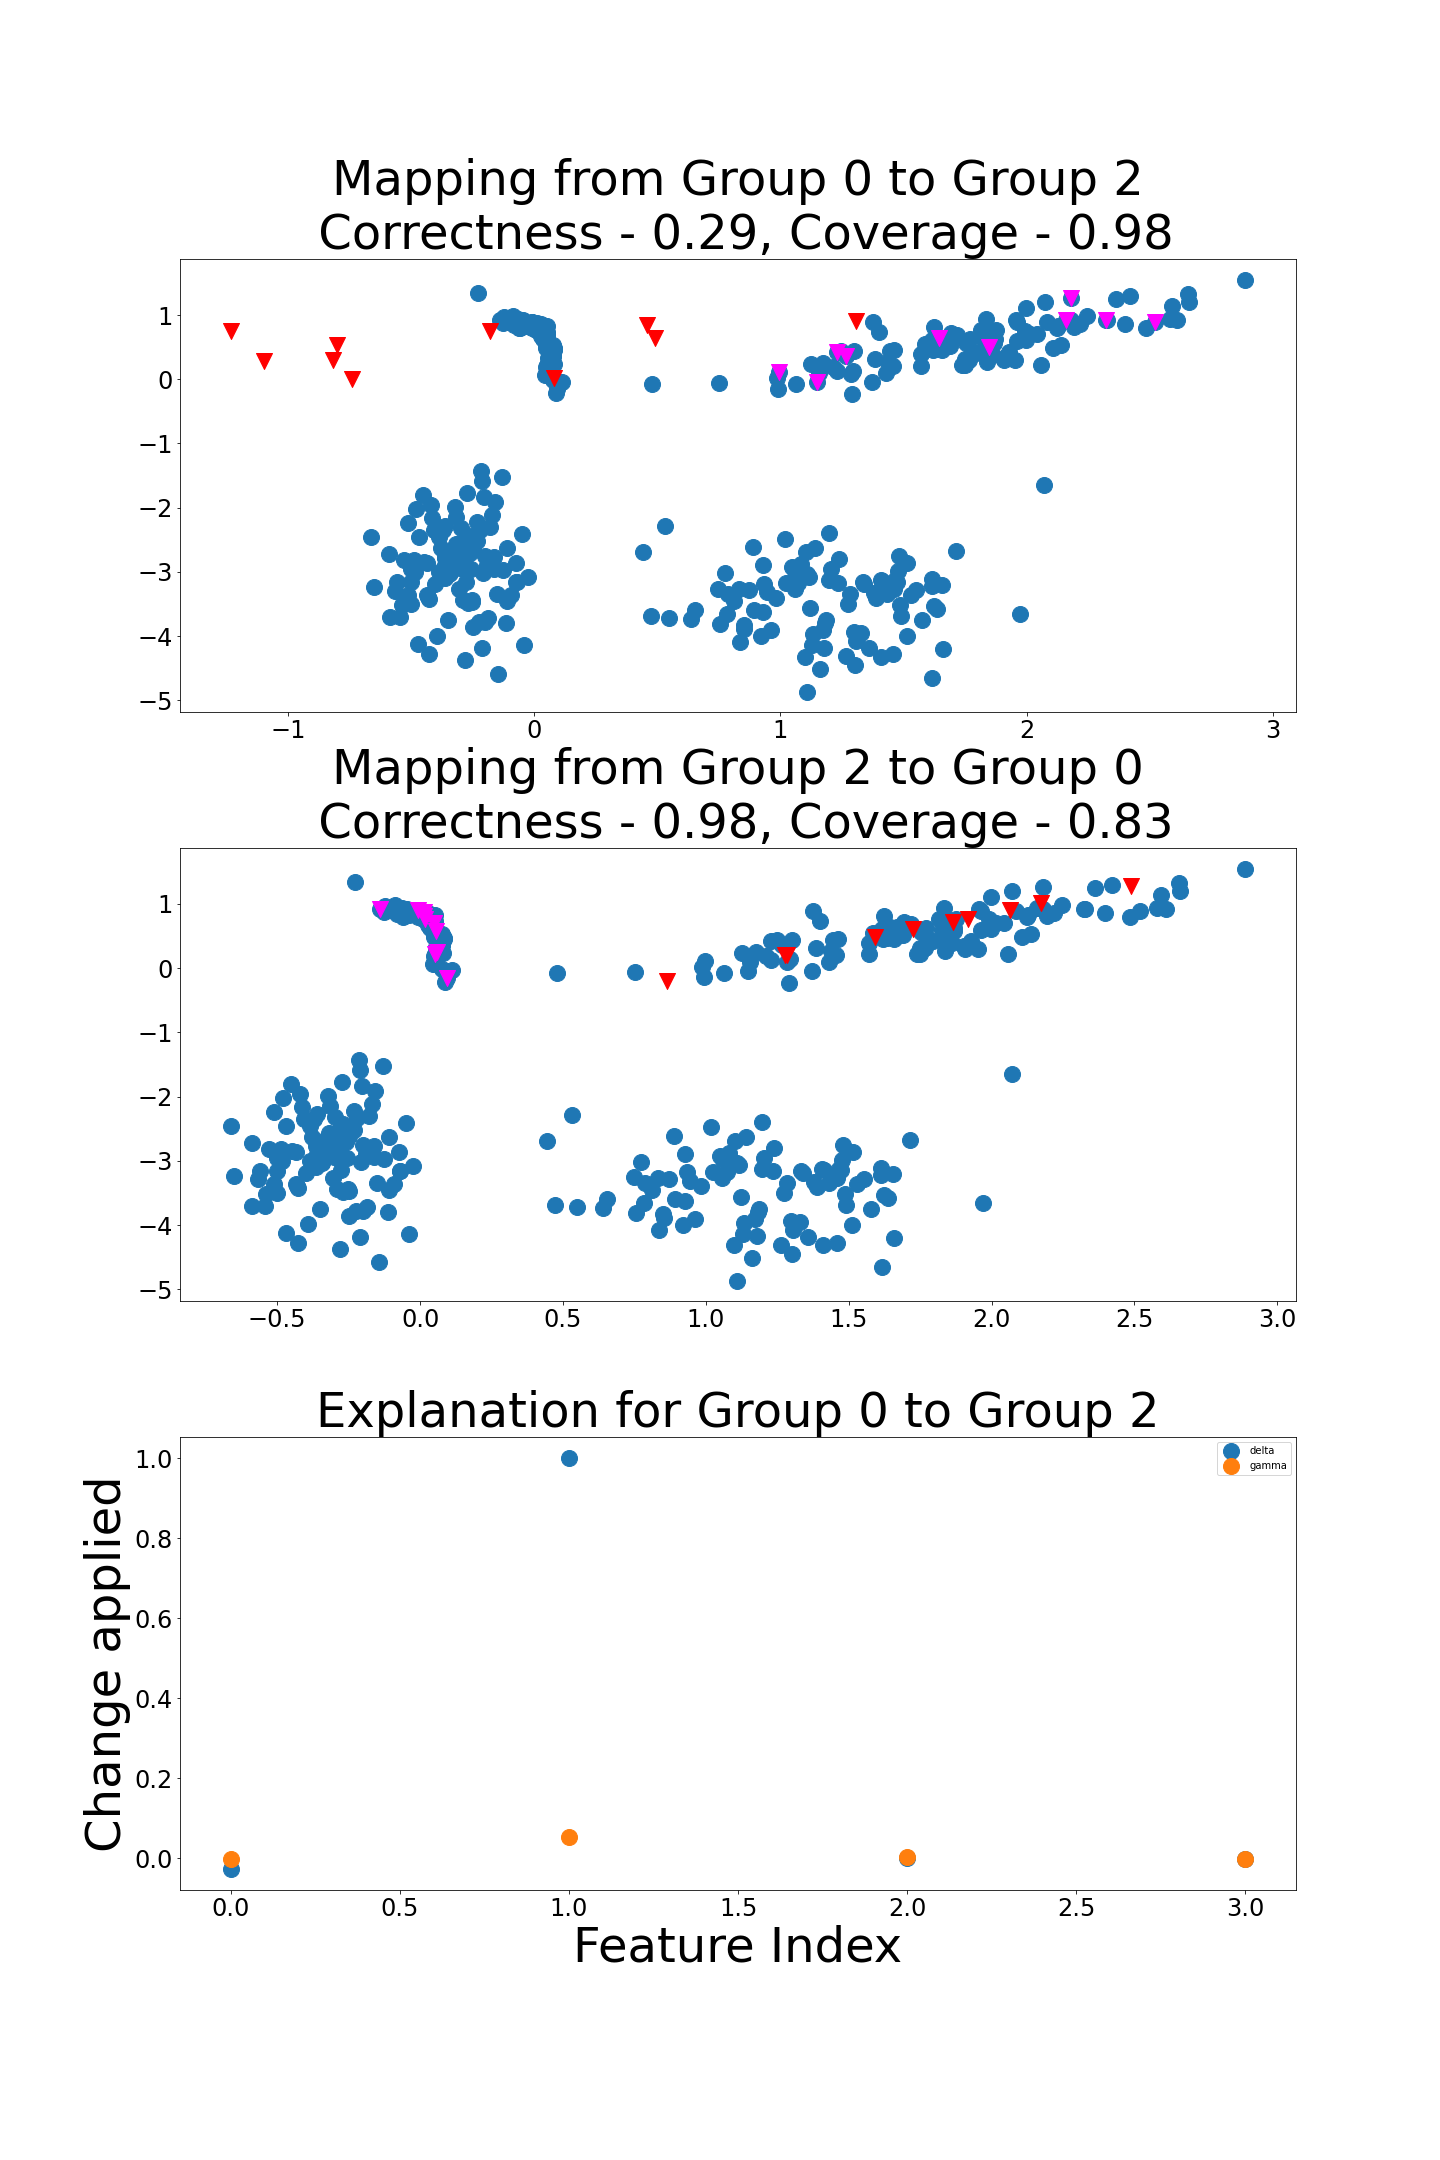 Mapping from Group 0 to Group 2
Correctness - 0.29, Coverage - 0.98
1
0
−1
−2
−3
−4
−5
−1 0 1 2 3
Mapping from Group 2 to Group 0
Correctness - 0.98, Coverage - 0.83
1
0
−1
−2
−3
−4
−5
−0.5 0.0 0.5 1.0 1.5 2.0 2.5 3.0
Explanation for Group 0 to Group 2
delta
gamma
Change applied
1.0
0.8
0.6
0.4
0.2
0.0
0.0 0.5 1.0 1.5 2.0 2.5 3.0
Feature Index